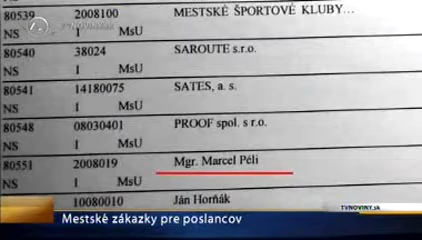 TVNOVINY.SK
80539 2008100 MESTSKÉ ŠPORTOVÉ KLUBY...
NS 1 MsU
80540 38024 SAROUTE s.r.o.
NS 1 MsU
80541 14180075 SATES, a. s.
NS 1 MsU
80548 08030401 PROOF spol. s r.o.
NS 1 MsU
80551 2008019 Mgr. Marcel Péli
NS 1 MsU
10080010 Ján Horňák
TVNOVINY.SK
Mestské zákazky pre poslancov